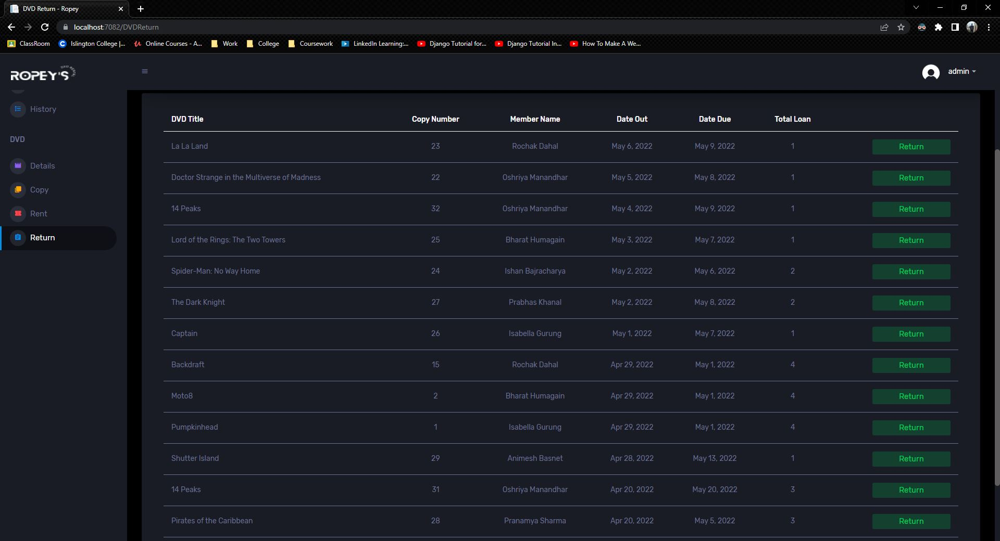 DVD Return - Ropey
localhost:7082/DVDReturn
ClassRoom
Islington College |...
Online Courses - A...
Work
College
Coursework
LinkedIn Learning:...
Django Tutorial for...
Django Tutorial In...
How To Make A We...
ROPEY'S
admin
History
DVD
Details
Copy
Rent
Return
DVD Title Copy Number Member Name Date Out Date Due Total Loan
La La Land 23 Rochak Dahal May 6, 2022 May 9, 2022 1 Return
Doctor Strange in the Multiverse of Madness 22 Oshriya Manandhar May 5, 2022 May 8, 2022 1 Return
14 Peaks 32 Oshriya Manandhar May 4, 2022 May 9, 2022 1 Return
Lord of the Rings: The Two Towers 25 Bharat Humagain May 3, 2022 May 7, 2022 1 Return
Spider-Man: No Way Home 24 Ishan Bajracharya May 2, 2022 May 6, 2022 2 Return
The Dark Knight 27 Prabhas Khanal May 2, 2022 May 8, 2022 2 Return
Captain 26 Isabella Gurung May 1, 2022 May 7, 2022 1 Return
Backdraft 15 Rochak Dahal Apr 29, 2022 May 1, 2022 4 Return
Moto8 2 Bharat Humagain Apr 29, 2022 May 1, 2022 4 Return
Pumpkinhead 1 Isabella Gurung Apr 29, 2022 May 1, 2022 4 Return
Shutter Island 29 Animesh Basnet Apr 28, 2022 May 13, 2022 1 Return
14 Peaks 31 Oshriya Manandhar Apr 20, 2022 May 20, 2022 3 Return
Pirates of the Caribbean 28 Pranamya Sharma Apr 20, 2022 May 5, 2022 3 Return